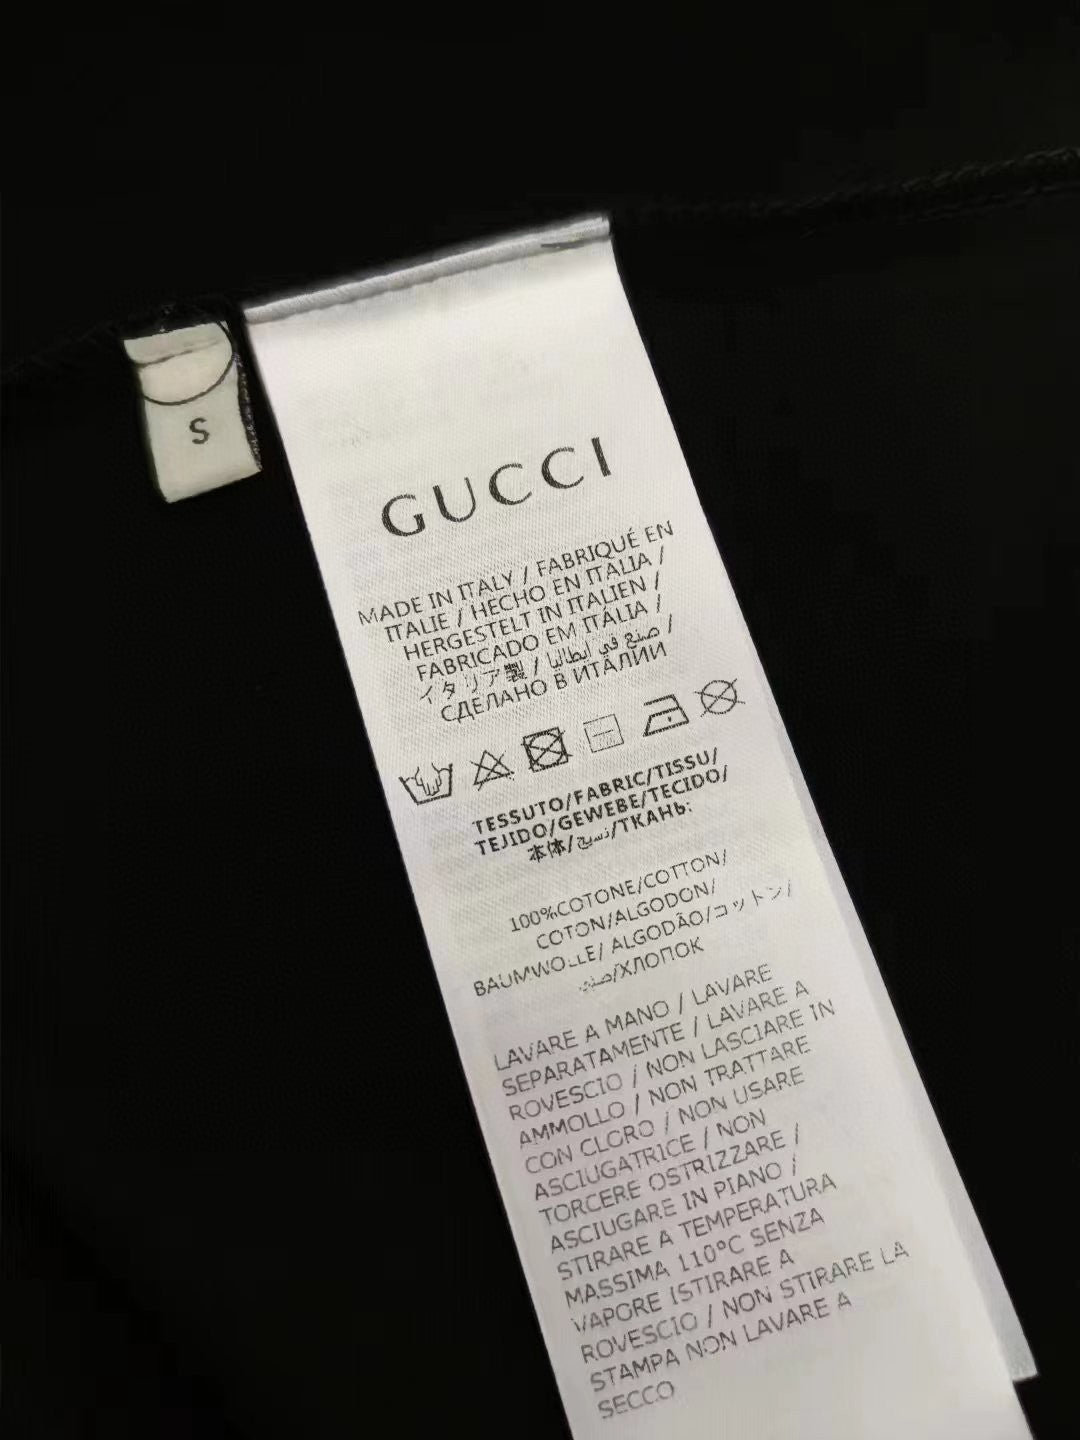 S
GUCCI
MADE IN ITALY / FABRIQUÉ EN
ITALIE / HECHO EN ITALIA /
HERGESTELT IN ITALIEN /
FABRICADO EM ITÁLIA /
イタリア製 / صنع في إيطاليا /
СДЕЛАНО В ИТАЛИИ
TESSUTO/FABRIC/TISSU/
TEJIDO/GEWEBE/TECIDO/
本体/نسيج/ТКАНЬ:
100%COTONE/COTTON/
COTON/ALGODON/
BAUMWOLLE/ ALGODÃO/コットン/
/ХЛОПОК
LAVARE A MANO / LAVARE
SEPARATAMENTE / LAVARE A
ROVESCIO / NON LASCIARE IN
AMMOLLO / NON TRATTARE
CON CLORO / NON USARE
ASCIUGATRICE / NON
TORCERE OSTRIZZARE /
ASCIUGARE IN PIANO /
STIRARE A TEMPERATURA
MASSIMA 110°C SENZA
VAPORE ISTIRARE A
ROVESCIO / NON STIRARE LA
STAMPA NON LAVARE A
SECCO